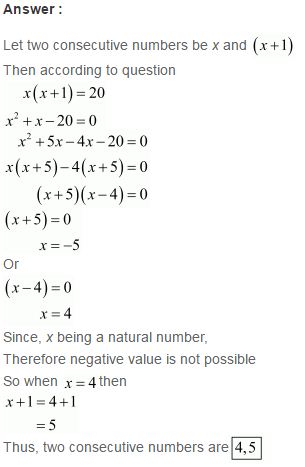 Answer :
Let two consecutive numbers be x and (x+1)
Then according to question
x(x+1)=20
x²+x−20=0
x²+5x−4x−20=0
x(x+5)−4(x+5)=0
(x+5)(x−4)=0
(x+5)=0
x=−5
Or
(x−4)=0
x=4
Since, x being a natural number,
Therefore negative value is not possible
So when x=4 then
x+1=4+1
=5
Thus, two consecutive numbers are 4,5